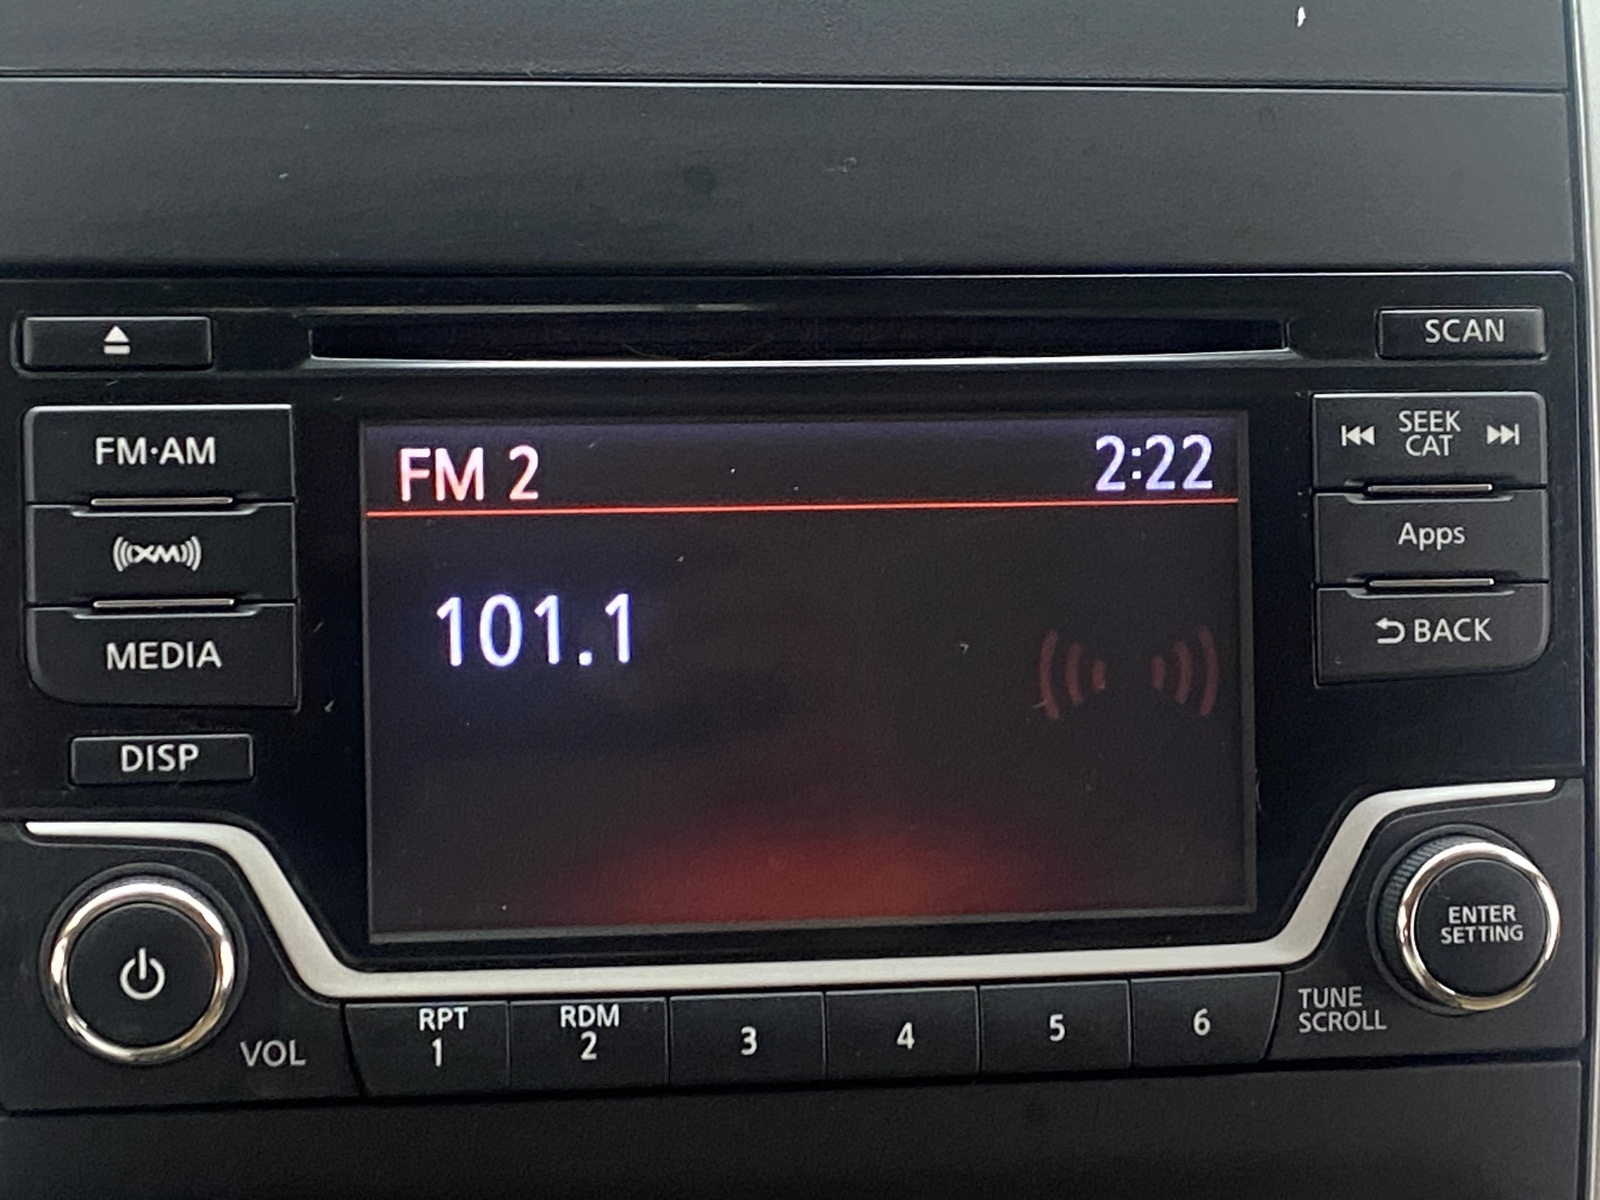 SCAN
FM·AM
SEEK
CAT
FM 2
2:22
XM
Apps
101.1
MEDIA
BACK
DISP
ENTER
SETTING
VOL
RPT
1
RDM
2
3
4
5
6
TUNE
SCROLL